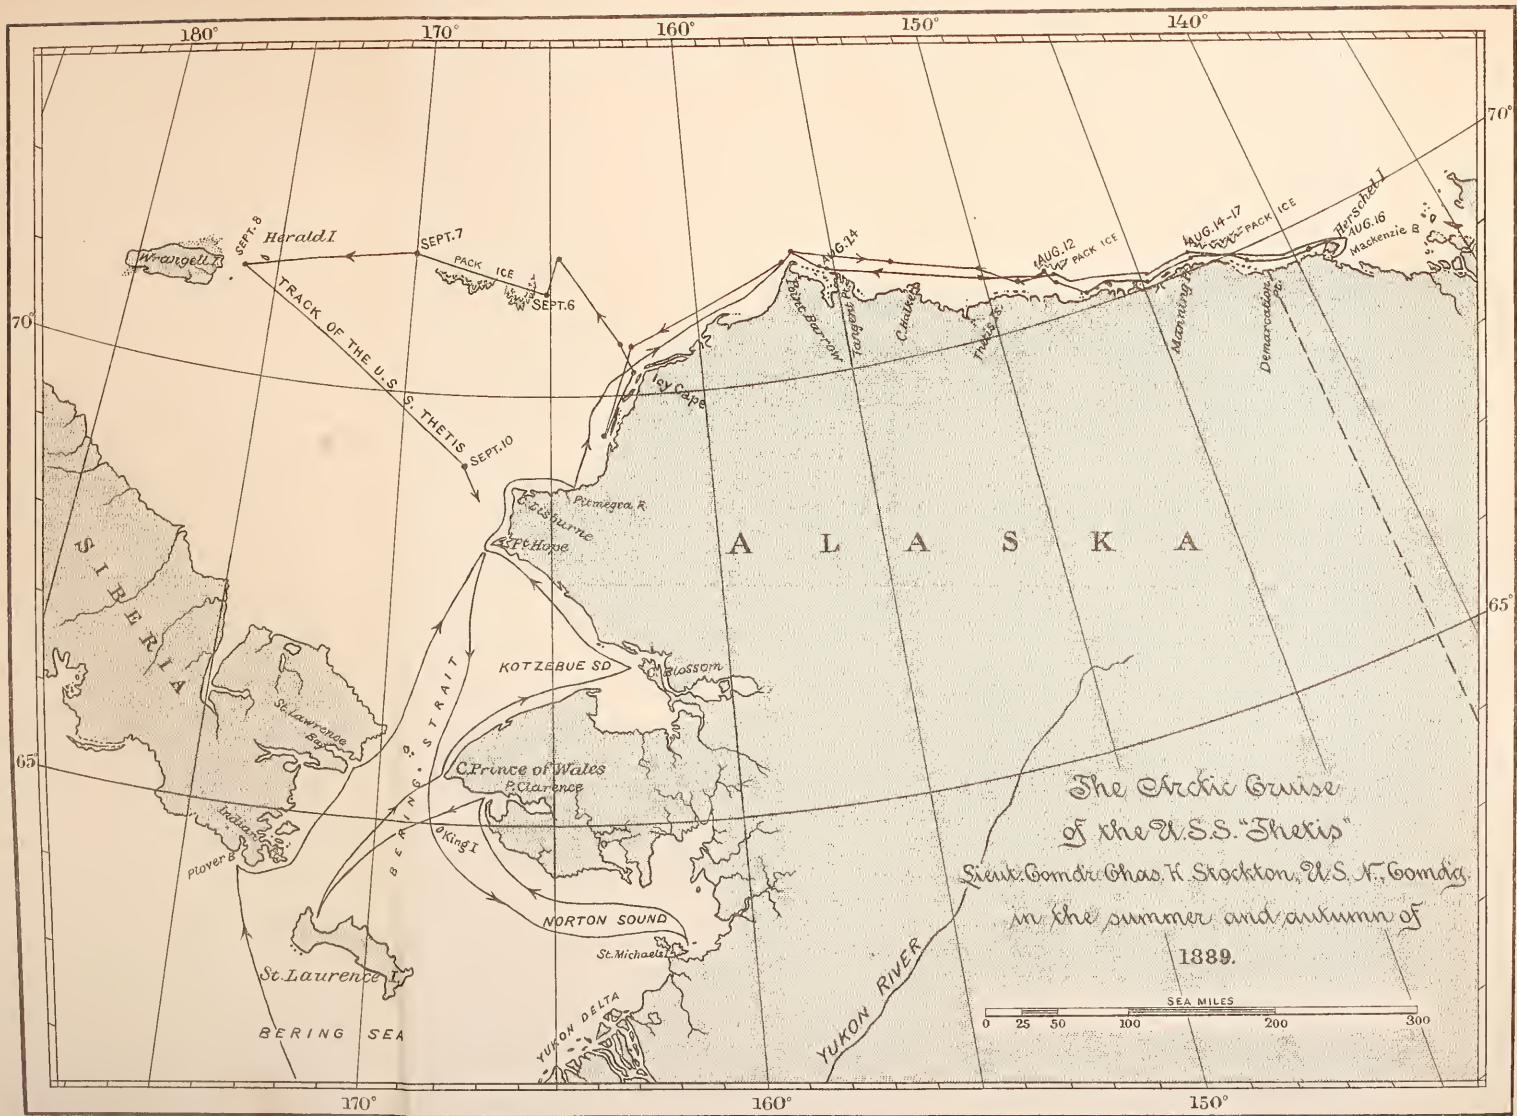 180° 170° 160° 150° 140°
70°
Herschel I
AUG. 16
Mackenzie B
AUG. 14-17
PACK ICE
AUG. 12
PACK ICE
AUG. 24
SEPT. 8
Herald I
SEPT. 7
Wrangell I
PACK ICE
SEPT. 6
TRACK OF THE U.S.S. THETIS
SEPT. 10
70°
Point Barrow
Tangent Pt.
C. Halkett
Thetis Is.
Manning Pt.
Demarcation Pt.
Icy Cape
Pitmegea R
C. Lisburne
Pt. Hope
ALASKA
SIBERIA
65°
KOTZEBUE SD
C. Blossom
St. Lawrence
Bay
BERING STRAIT
65°
C. Prince of Wales
P. Clarence
King I
Indian
Plover B
NORTON SOUND
St. Michaels
St. Laurence I
BERING SEA
YUKON DELTA
YUKON RIVER
The Arctic Cruise
of the U.S.S. "Thetis"
Lieut. Comdr. Chas. H. Stockton, U.S.N., Comdg.
in the summer and autumn of
1889.
SEA MILES
0 25 50 100 200 300
170° 160° 150°